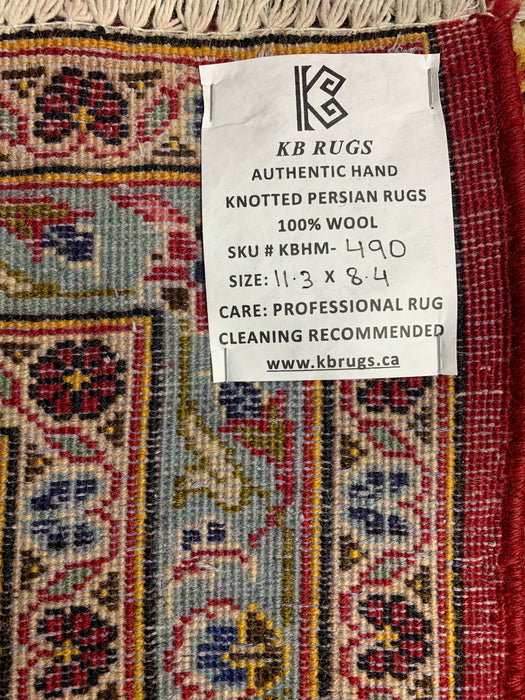 KB
KB RUGS
AUTHENTIC HAND
KNOTTED PERSIAN RUGS
100% WOOL
SKU # KBHM- 490
SIZE: 11.3 x 8.4
CARE: PROFESSIONAL RUG
CLEANING RECOMMENDED
www.kbrugs.ca